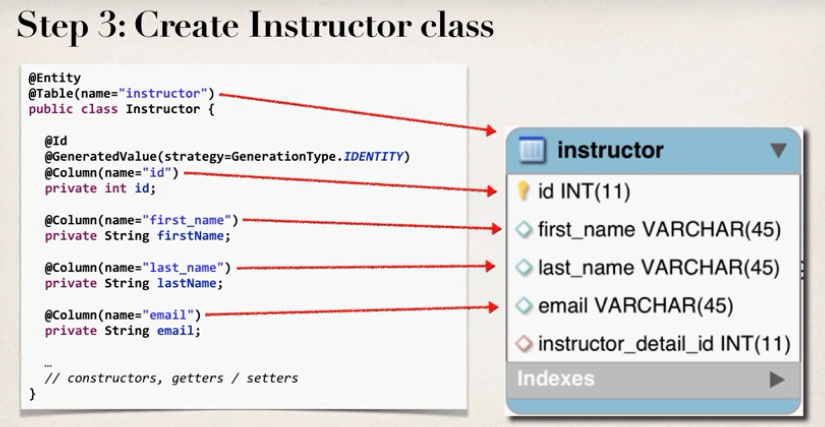 Step 3: Create Instructor class
@Entity
@Table(name="instructor")
public class Instructor {
@Id
@GeneratedValue(strategy=GenerationType.IDENTITY)
@Column(name="id")
private int id;
@Column(name="first_name")
private String firstName;
@Column(name="last_name")
private String lastName;
@Column(name="email")
private String email;
…
// constructors, getters / setters
}
instructor
id INT(11)
first_name VARCHAR(45)
last_name VARCHAR(45)
email VARCHAR(45)
instructor_detail_id INT(11)
Indexes